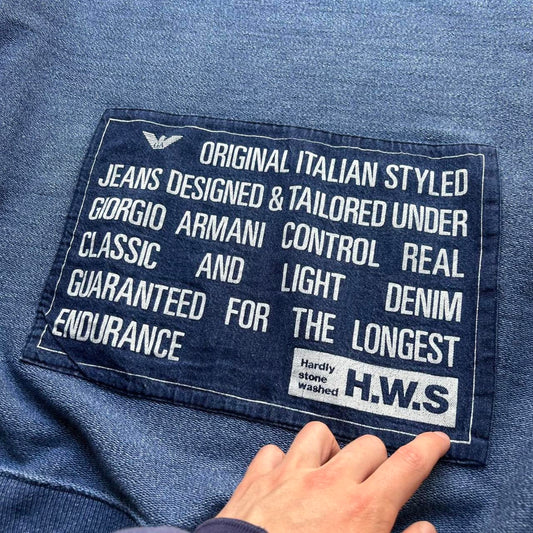 GA
ORIGINAL ITALIAN STYLED
JEANS DESIGNED & TAILORED UNDER
GIORGIO ARMANI CONTROL REAL
CLASSIC AND LIGHT DENIM
GUARANTEED FOR THE LONGEST
ENDURANCE
Hardly
stone
washed
H.W.S